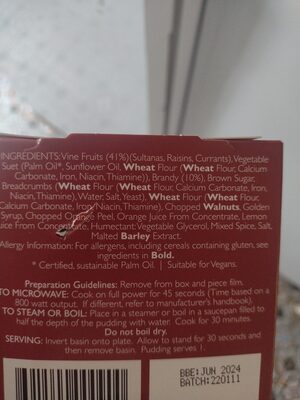 INGREDIENTS: Vine Fruits (41%)(Sultanas, Raisins, Currants), Vegetable
Suet (Palm Oil*, Sunflower Oil, Wheat Flour (Wheat Flour, Calcium
Carbonate, Iron, Niacin, Thiamine)), Brandy (10%), Brown Sugar,
Breadcrumbs (Wheat Flour (Wheat Flour, Calcium Carbonate, Iron,
Niacin, Thiamine), Water, Salt, Yeast), Wheat Flour (Wheat Flour,
Calcium Carbonate, Iron, Niacin, Thiamine), Chopped Walnuts, Golden
Syrup, Chopped Orange Peel, Orange Juice From Concentrate, Lemon
Juice From Concentrate, Humectant: Vegetable Glycerol, Mixed Spice, Salt,
Malted Barley Extract.
Allergy Information: For allergens, including cereals containing gluten, see
ingredients in Bold.
* Certified, sustainable Palm Oil | Suitable for Vegans.
Preparation Guidelines: Remove from box and pierce film.
TO MICROWAVE: Cook on full power for 45 seconds (Time based on a
800 watt output. If different, refer to manufacturer's handbook).
TO STEAM or BOIL: Place in a steamer or boil in a saucepan filled to
half the depth of the pudding with water. Cook for 30 minutes.
Do not boil dry.
SERVING: Invert basin onto plate. Allow to stand for 30 seconds and
then remove basin. Pudding serves 1.
BBE:JUN 2024
BATCH:220111